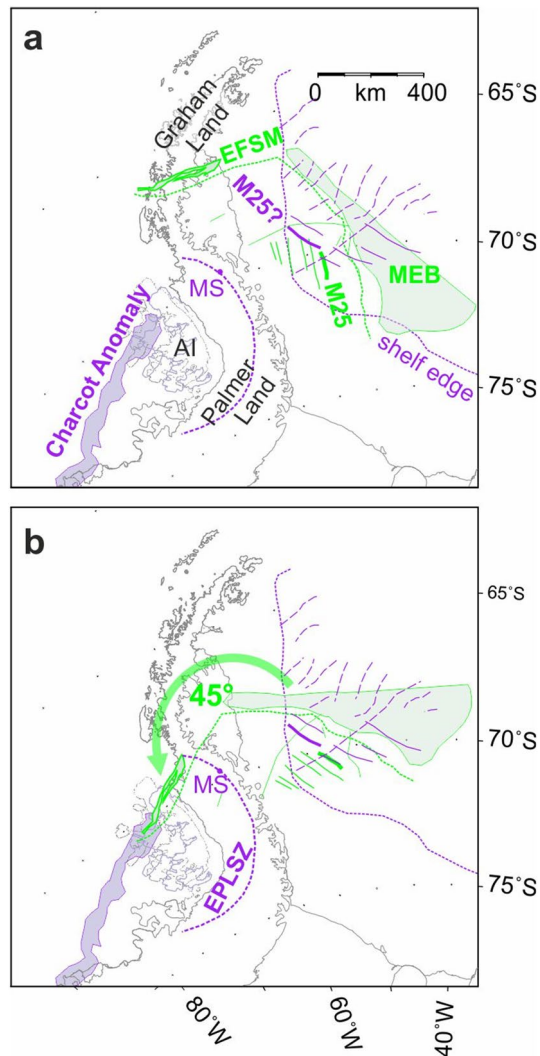 a
Graham
Land
0 400
km
65°S
EFSM
M25?
70°S
MS
MEB
M25
Charcot Anomaly
AI
Palmer
Land
shelf edge
75°S
b
65°S
45°
70°S
MS
EPLSZ
75°S
80°W
60°W
40°W